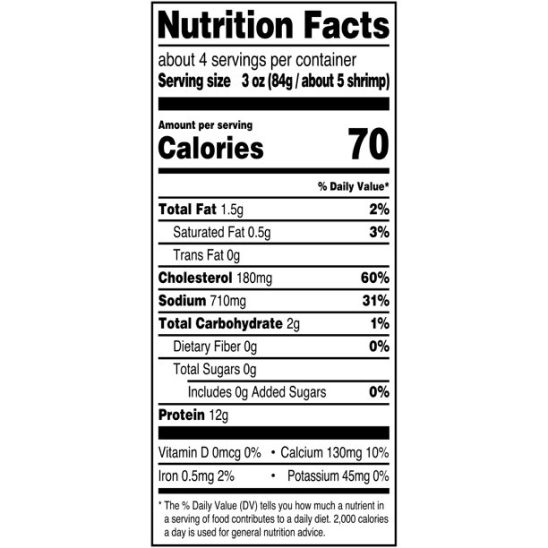 Nutrition Facts
about 4 servings per container
Serving size 3 oz (84g / about 5 shrimp)
Amount per serving
Calories 70
% Daily Value*
Total Fat 1.5g 2%
Saturated Fat 0.5g 3%
Trans Fat 0g
Cholesterol 180mg 60%
Sodium 710mg 31%
Total Carbohydrate 2g 1%
Dietary Fiber 0g 0%
Total Sugars 0g
Includes 0g Added Sugars 0%
Protein 12g
Vitamin D 0mcg 0% • Calcium 130mg 10%
Iron 0.5mg 2% • Potassium 45mg 0%
* The % Daily Value (DV) tells you how much a nutrient in
a serving of food contributes to a daily diet. 2,000 calories
a day is used for general nutrition advice.